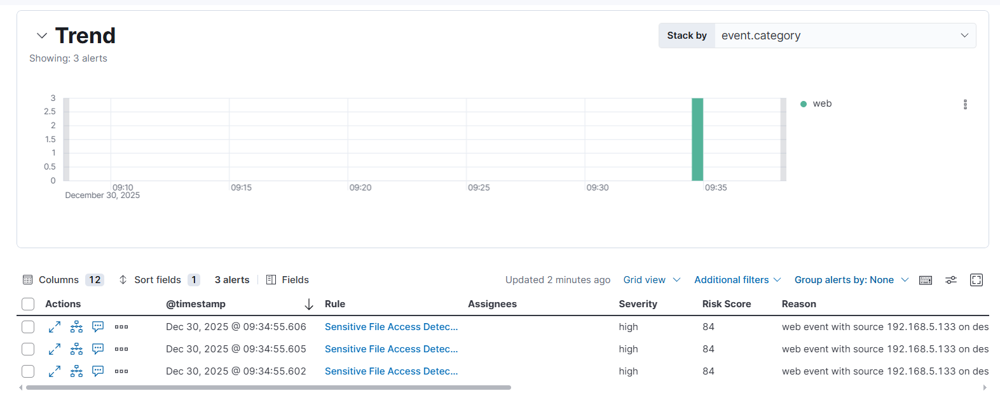 Trend
Stack by event.category
Showing: 3 alerts
3
2.5
2
1.5
1
0.5
0
web
09:10 09:15 09:20 09:25 09:30 09:35
December 30, 2025
Columns 12 Sort fields 1 3 alerts Fields Updated 2 minutes ago Grid view Additional filters Group alerts by: None
Actions @timestamp Rule Assignees Severity Risk Score Reason
Dec 30, 2025 @ 09:34:55.606 Sensitive File Access Detec... high 84 web event with source 192.168.5.133 on des
Dec 30, 2025 @ 09:34:55.605 Sensitive File Access Detec... high 84 web event with source 192.168.5.133 on des
Dec 30, 2025 @ 09:34:55.602 Sensitive File Access Detec... high 84 web event with source 192.168.5.133 on des